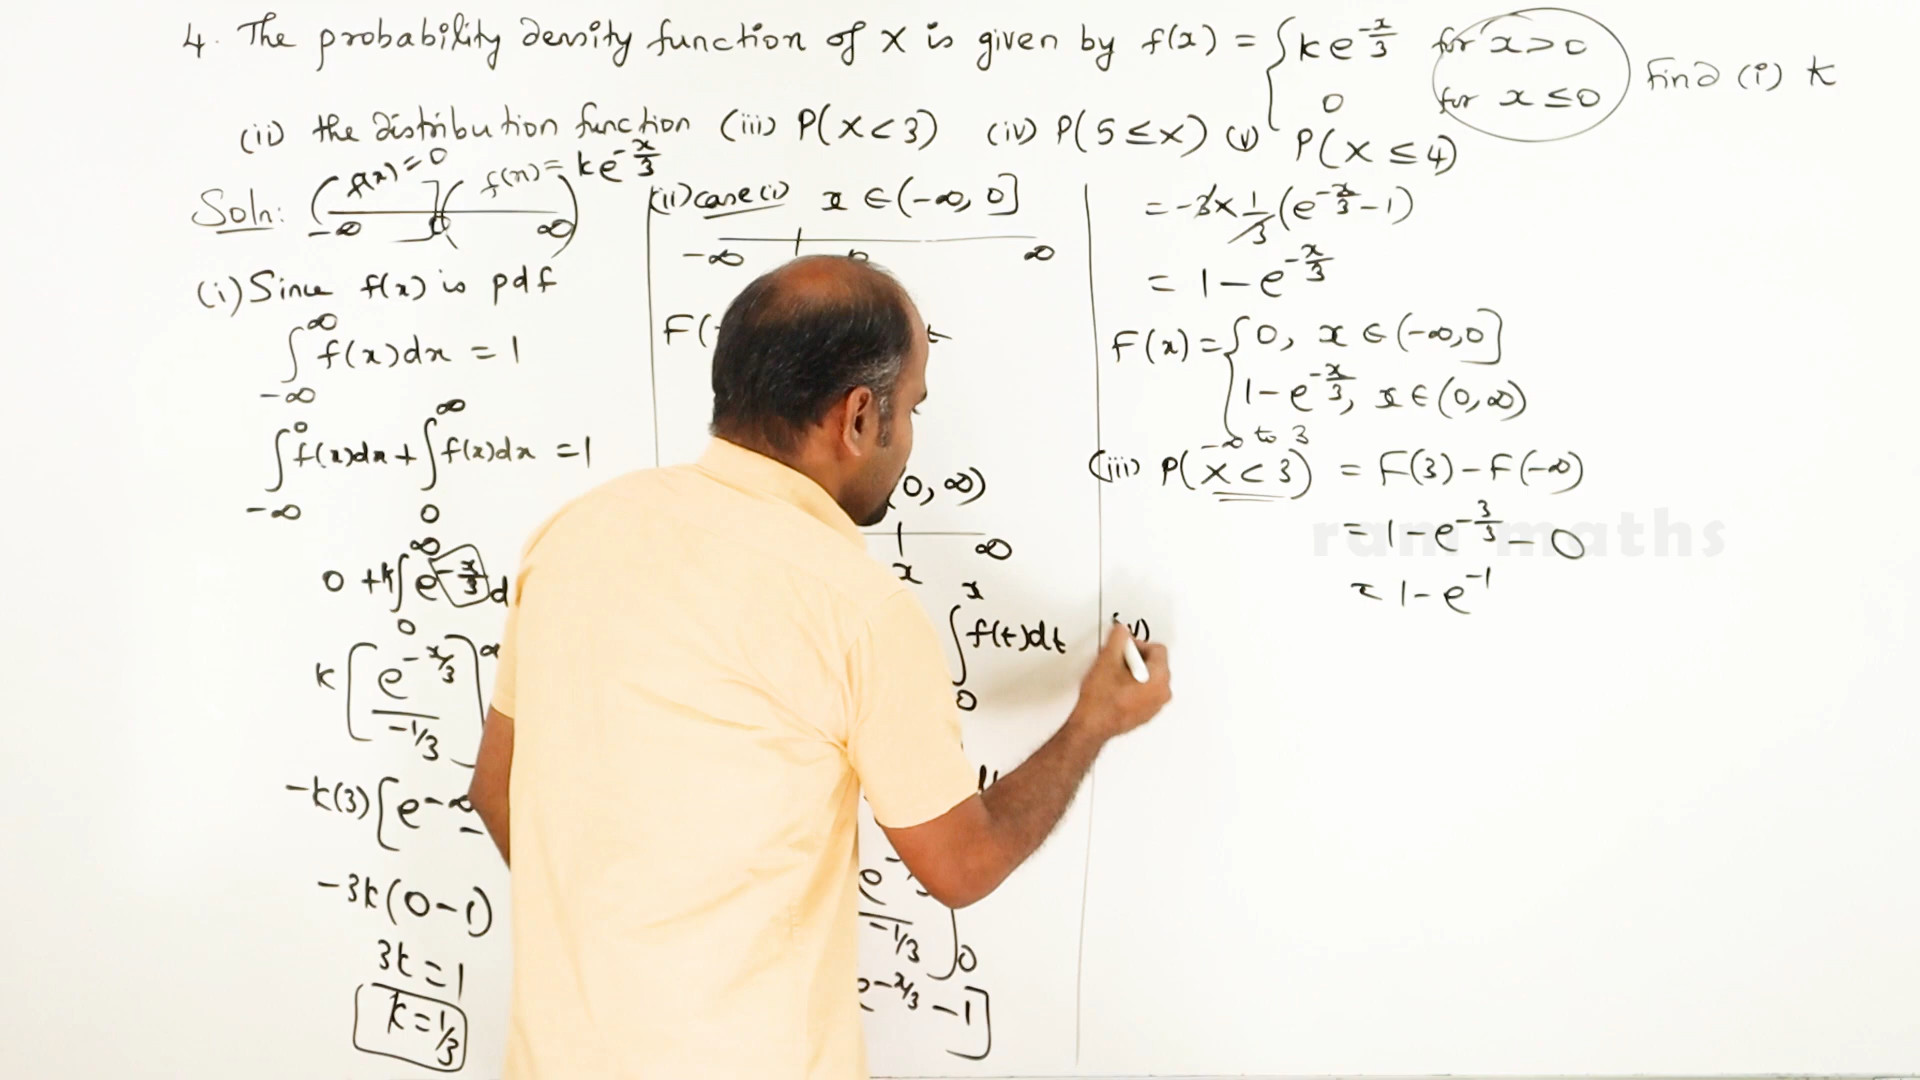 4. The probability density function of X is given by f(x) = { ke^{-x/3} for x>0
0 for x≤0 Find (i) k
(ii) the distribution function (iii) P(X<3) (iv) P(5≤X) (v) P(X≤4)
Soln:
f(x)=0 f(x)=ke^{-x/3}
-∞ 0 ∞
(i) Since f(x) is pdf
∫_{-∞}^{∞} f(x)dx = 1
∫_{-∞}^{0} f(x)dx + ∫_{0}^{∞} f(x)dx = 1
0 + k∫_{0}^{∞} e^{-x/3} d
k[e^{-x/3}/(-1/3)]^∞
-k(3)[e^{-∞} -
-3k(0-1)
3k=1
k=1/3
(ii) case(i) x∈(-∞, 0]
-∞ ∞
F(
0, ∞)
x ∞
∫_{0}^{x} f(t)dt
-1/3 ]_0
e^{-x/3} - 1]
= -3×1/3(e^{-x/3}-1)
= 1-e^{-x/3}
F(x) = { 0, x∈(-∞,0]
1-e^{-x/3}, x∈(0,∞)
-∞ to 3
(iii) P(X<3) = F(3)-F(-∞)
= 1-e^{-3/3} - 0
= 1-e^{-1}
ram maths